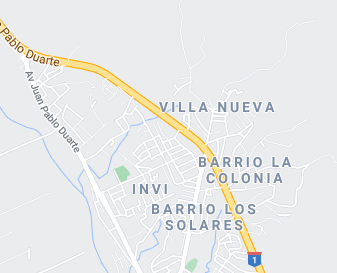 Pablo Duarte
Av Juan Pablo Duarte
VILLA NUEVA
BARRIO LA
COLONIA
INVI
BARRIO LOS
SOLARES
1